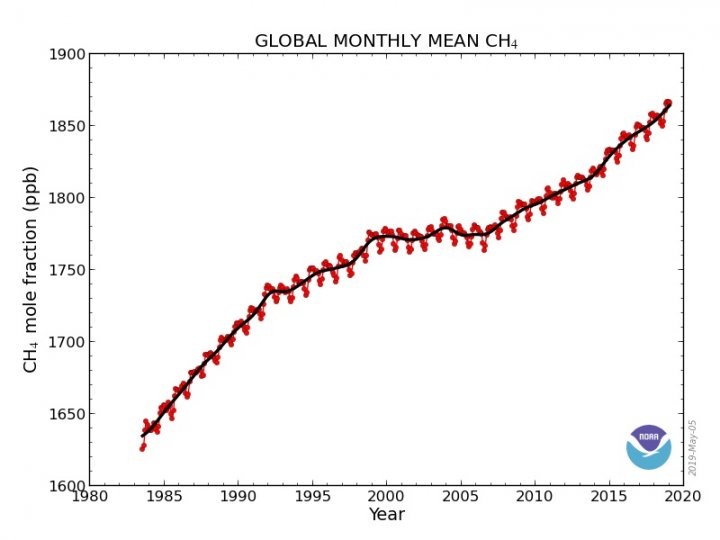 GLOBAL MONTHLY MEAN CH₄
CH₄ mole fraction (ppb)
1900
1850
1800
1750
1700
1650
1600
1980 1985 1990 1995 2000 2005 2010 2015 2020
Year
NOAA
2019-May-05